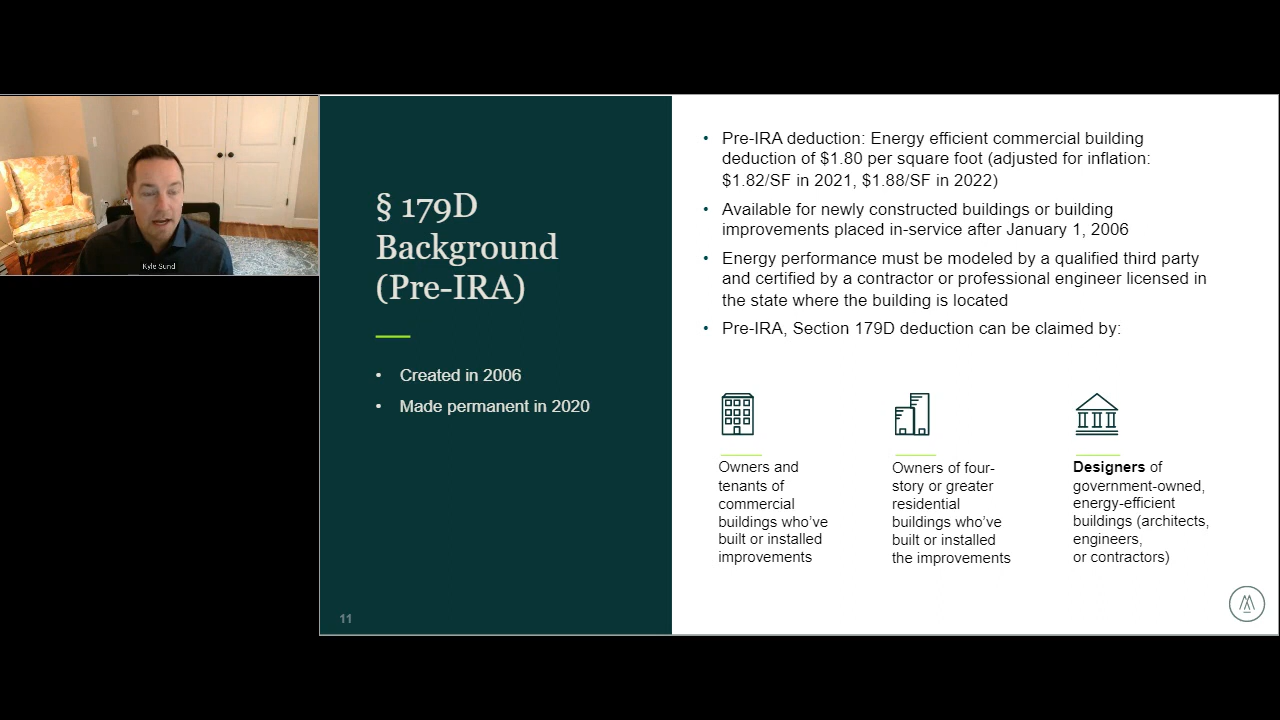 Kyle Sund
§ 179D
Background
(Pre-IRA)
• Created in 2006
• Made permanent in 2020
11
• Pre-IRA deduction: Energy efficient commercial building
deduction of $1.80 per square foot (adjusted for inflation:
$1.82/SF in 2021, $1.88/SF in 2022)
• Available for newly constructed buildings or building
improvements placed in-service after January 1, 2006
• Energy performance must be modeled by a qualified third party
and certified by a contractor or professional engineer licensed in
the state where the building is located
• Pre-IRA, Section 179D deduction can be claimed by:
Owners and
tenants of
commercial
buildings who’ve
built or installed
improvements
Owners of four-
story or greater
residential
buildings who’ve
built or installed
the improvements
Designers of
government-owned,
energy-efficient
buildings (architects,
engineers,
or contractors)